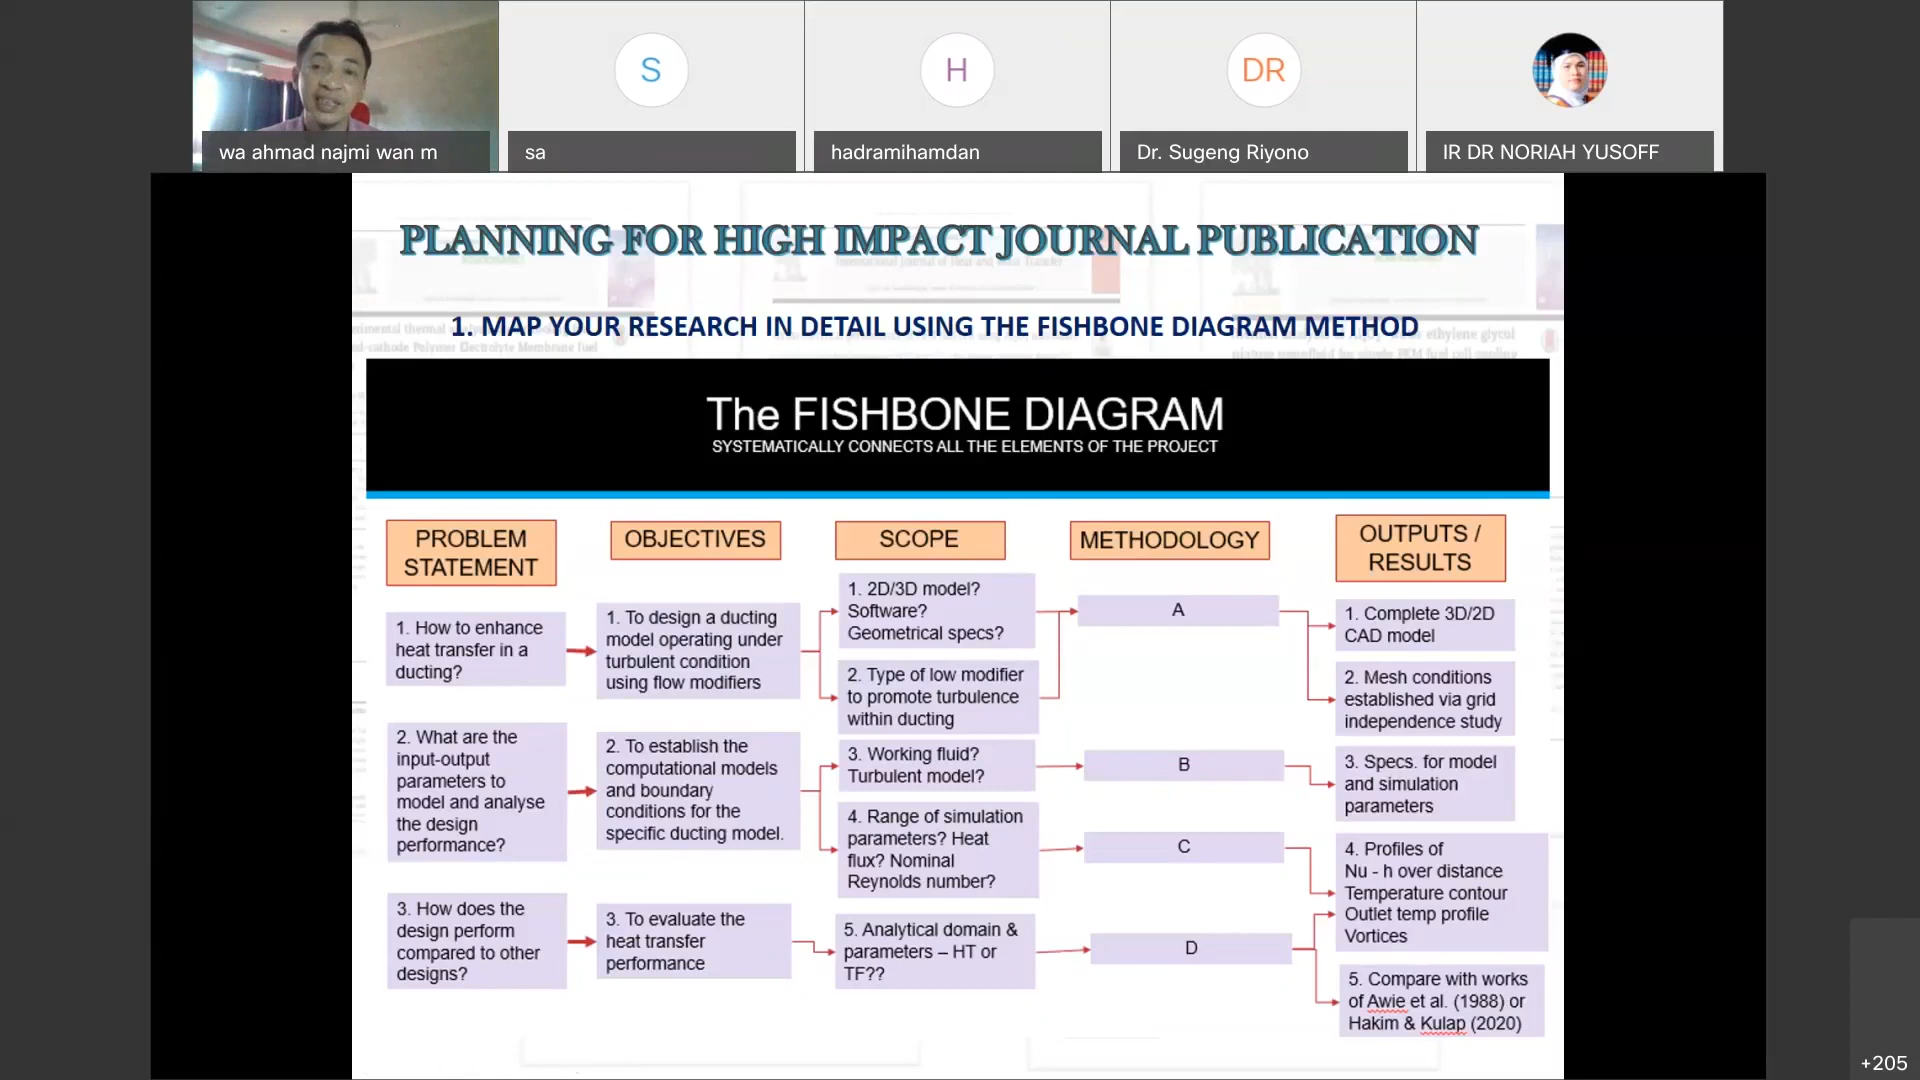 S
H
DR
wa ahmad najmi wan m
sa
hadramihamdan
Dr. Sugeng Riyono
IR DR NORIAH YUSOFF
PLANNING FOR HIGH IMPACT JOURNAL PUBLICATION
1. MAP YOUR RESEARCH IN DETAIL USING THE FISHBONE DIAGRAM METHOD
The FISHBONE DIAGRAM
SYSTEMATICALLY CONNECTS ALL THE ELEMENTS OF THE PROJECT
PROBLEM
STATEMENT
1. How to enhance
heat transfer in a
ducting?
2. What are the
input-output
parameters to
model and analyse
the design
performance?
3. How does the
design perform
compared to other
designs?
OBJECTIVES
1. To design a ducting
model operating under
turbulent condition
using flow modifiers
2. To establish the
computational models
and boundary
conditions for the
specific ducting model.
3. To evaluate the
heat transfer
performance
SCOPE
1. 2D/3D model?
Software?
Geometrical specs?
2. Type of low modifier
to promote turbulence
within ducting
3. Working fluid?
Turbulent model?
4. Range of simulation
parameters? Heat
flux? Nominal
Reynolds number?
5. Analytical domain &
parameters – HT or
TF??
METHODOLOGY
A
B
C
D
OUTPUTS /
RESULTS
1. Complete 3D/2D
CAD model
2. Mesh conditions
established via grid
independence study
3. Specs. for model
and simulation
parameters
4. Profiles of
Nu - h over distance
Temperature contour
Outlet temp profile
Vortices
5. Compare with works
of Awie et al. (1988) or
Hakim & Kulap (2020)
+205